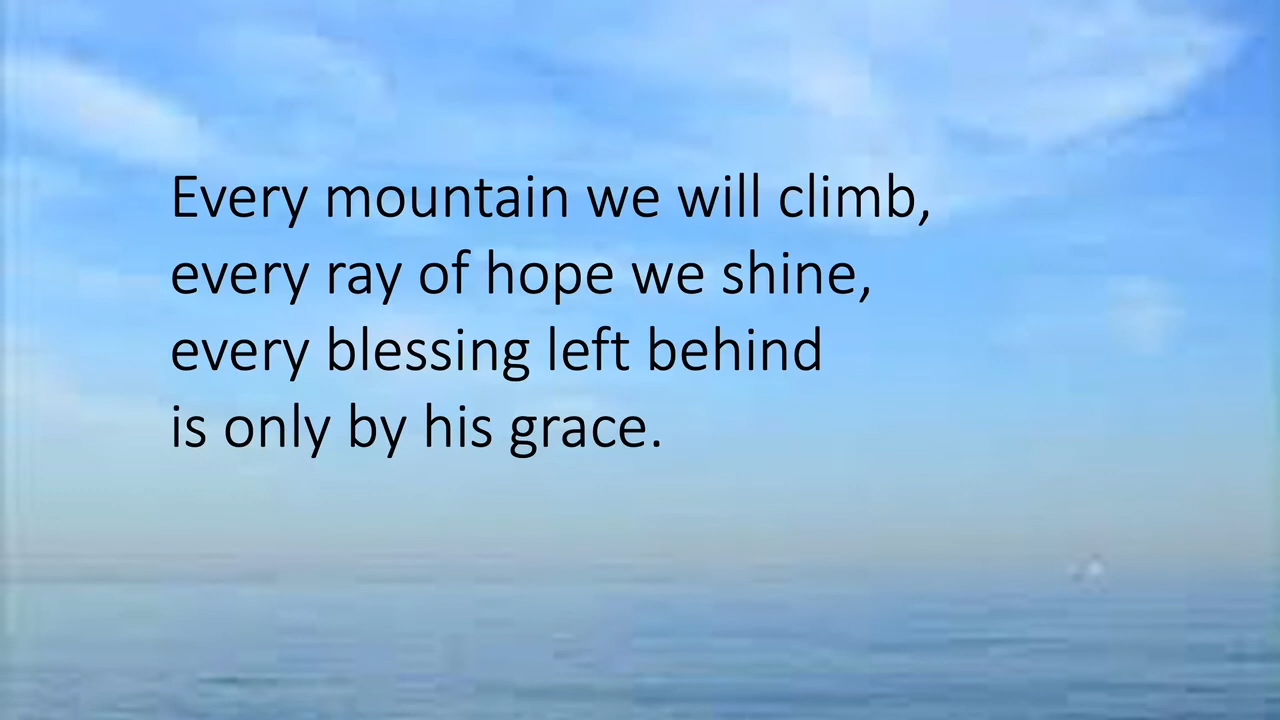 Every mountain we will climb,
every ray of hope we shine,
every blessing left behind
is only by his grace.